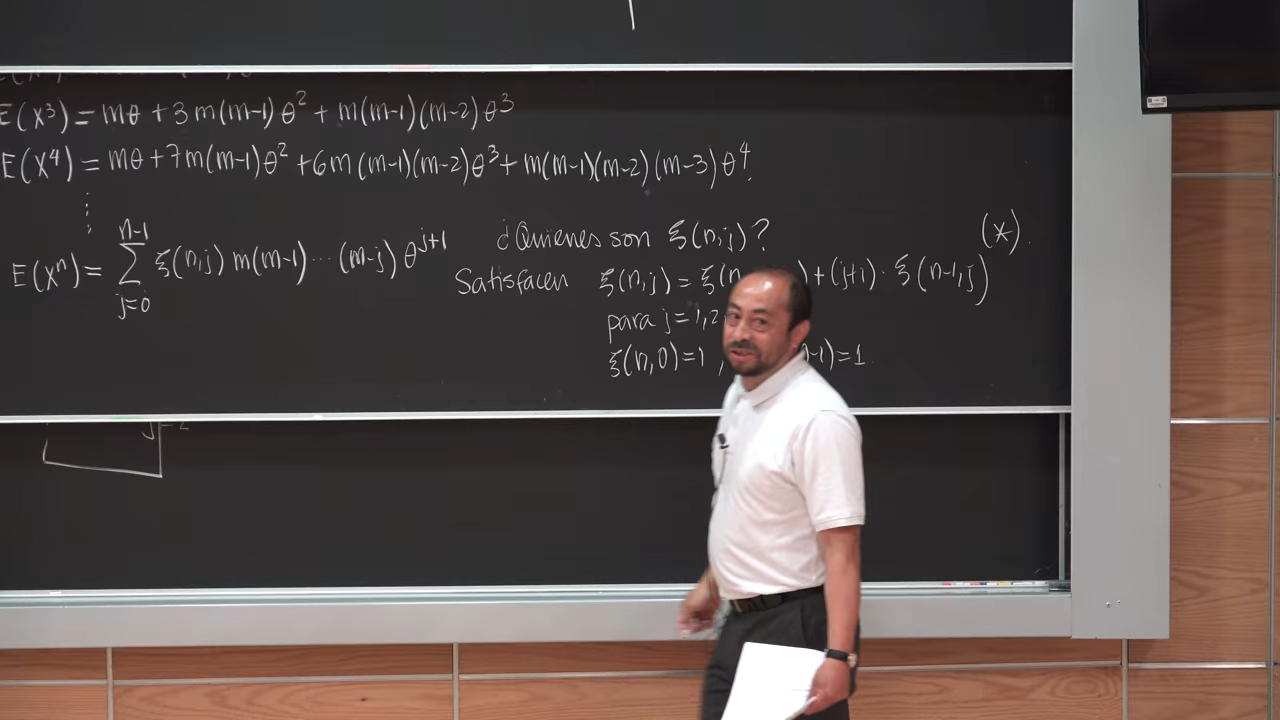 E(X³) = mθ + 3m(m-1)θ² + m(m-1)(m-2)θ³
E(X⁴) = mθ + 7m(m-1)θ² + 6m(m-1)(m-2)θ³ + m(m-1)(m-2)(m-3)θ⁴.
⋮
E(Xⁿ) = ∑_{j=0}^{n-1} ξ(n,j) m(m-1)⋯(m-j) θ^{j+1}
¿Quienes son ξ(n,j)?
(*).
Satisfacen ξ(n,j) = ξ(n ) + (j+1)·ξ(n-1,j)
para j=1,2
ξ(n,0)=1 , -1)=1.